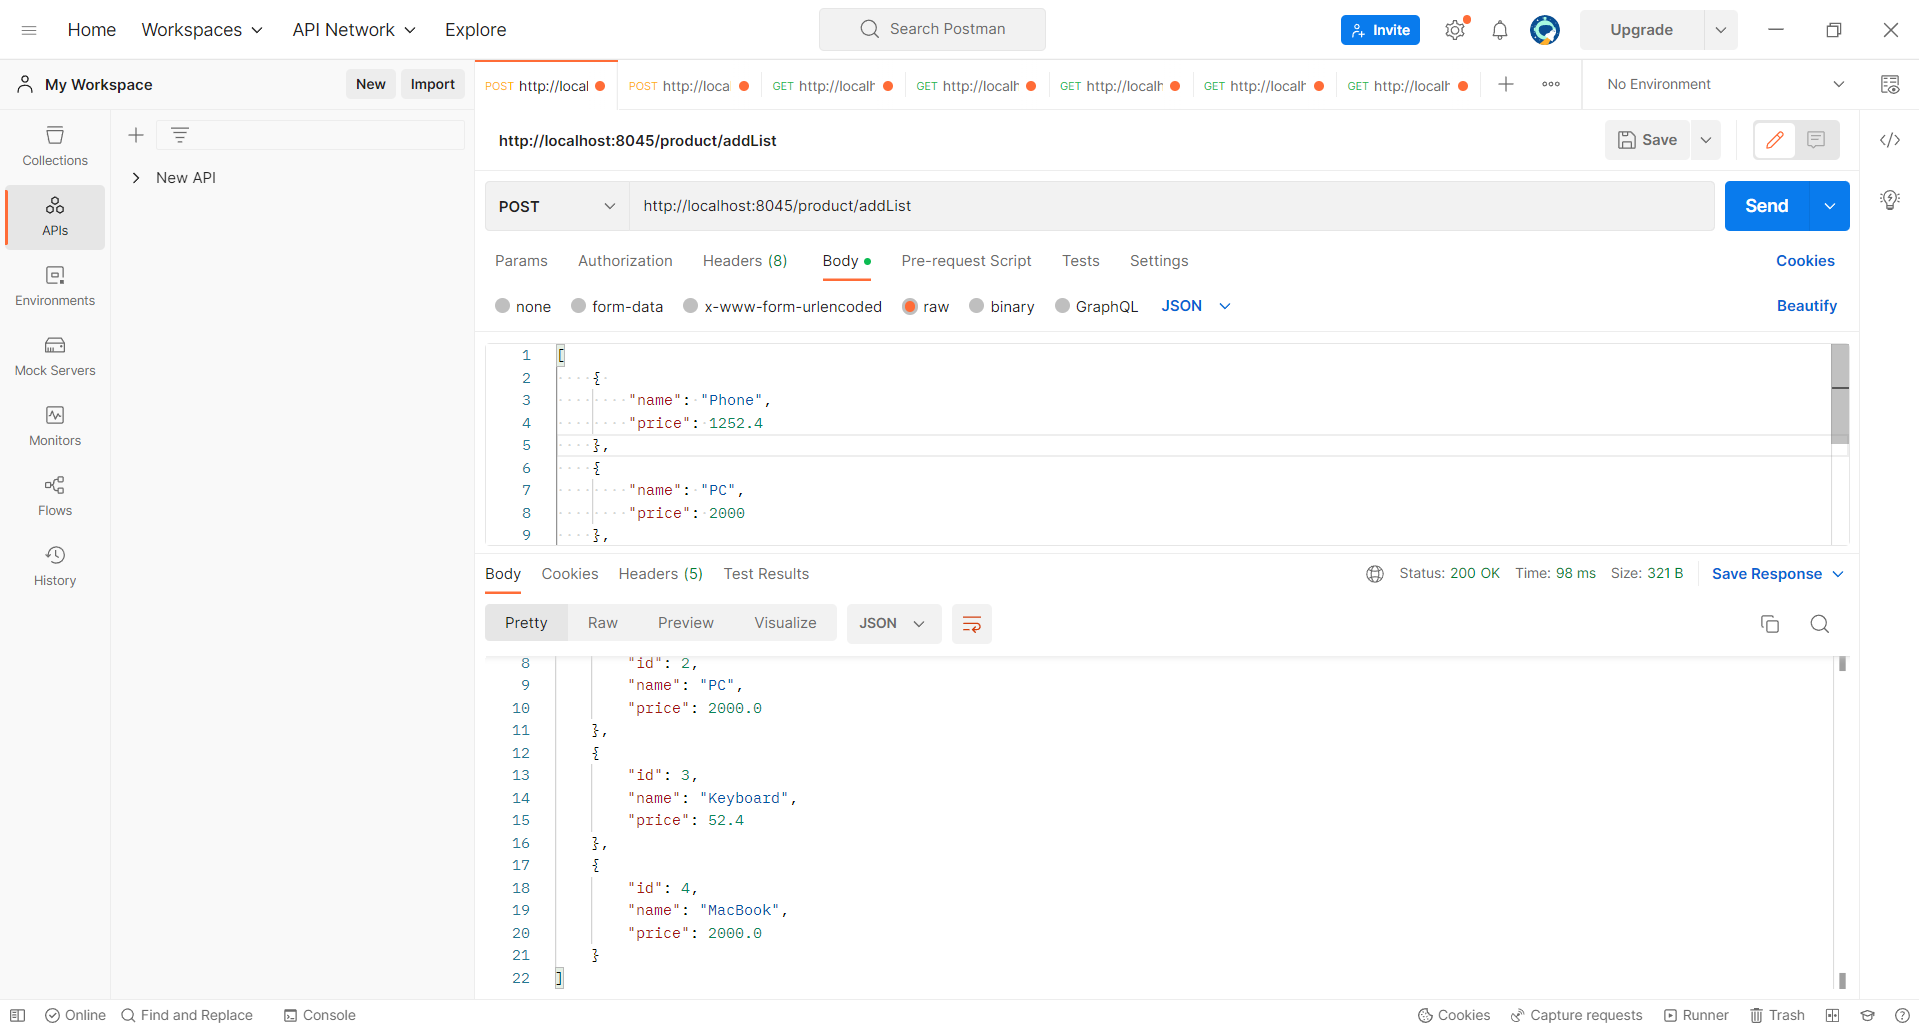 Home Workspaces API Network Explore Search Postman Invite Upgrade
My Workspace New Import POST http://local POST http://loca GET http://localh GET http://localh GET http://localh GET http://localh GET http://localh No Environment
http://localhost:8045/product/addList Save
Collections
New API
APIs
Environments
Mock Servers
Monitors
Flows
History
POST http://localhost:8045/product/addList Send
Params Authorization Headers (8) Body Pre-request Script Tests Settings Cookies
none form-data x-www-form-urlencoded raw binary GraphQL JSON Beautify
1 [
2 {
3 "name": "Phone",
4 "price": 1252.4
5 },
6 {
7 "name": "PC",
8 "price": 2000
9 },
Body Cookies Headers (5) Test Results Status: 200 OK Time: 98 ms Size: 321 B Save Response
Pretty Raw Preview Visualize JSON
8 "id": 2,
9 "name": "PC",
10 "price": 2000.0
11 },
12 {
13 "id": 3,
14 "name": "Keyboard",
15 "price": 52.4
16 },
17 {
18 "id": 4,
19 "name": "MacBook",
20 "price": 2000.0
21 }
22 ]
Online Find and Replace Console Cookies Capture requests Runner Trash